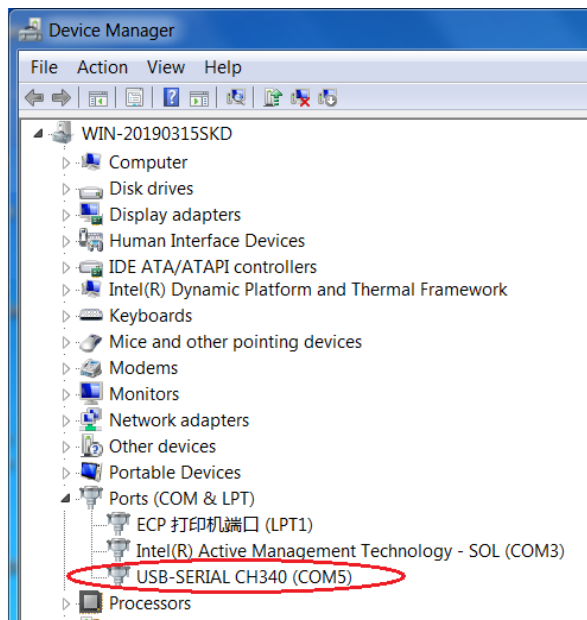 Device Manager
File Action View Help
WIN-20190315SKD
Computer
Disk drives
Display adapters
Human Interface Devices
IDE ATA/ATAPI controllers
Intel(R) Dynamic Platform and Thermal Framework
Keyboards
Mice and other pointing devices
Modems
Monitors
Network adapters
Other devices
Portable Devices
Ports (COM & LPT)
ECP 打印机端口 (LPT1)
Intel(R) Active Management Technology - SOL (COM3)
USB-SERIAL CH340 (COM5)
Processors